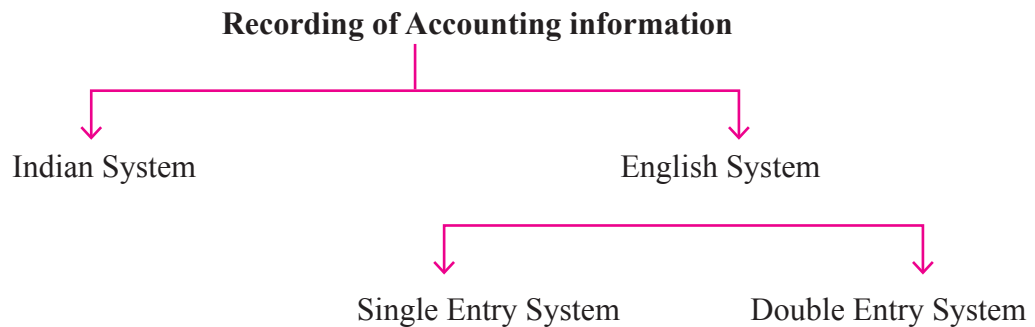 Recording of Accounting information
Indian System
English System
Single Entry System
Double Entry System